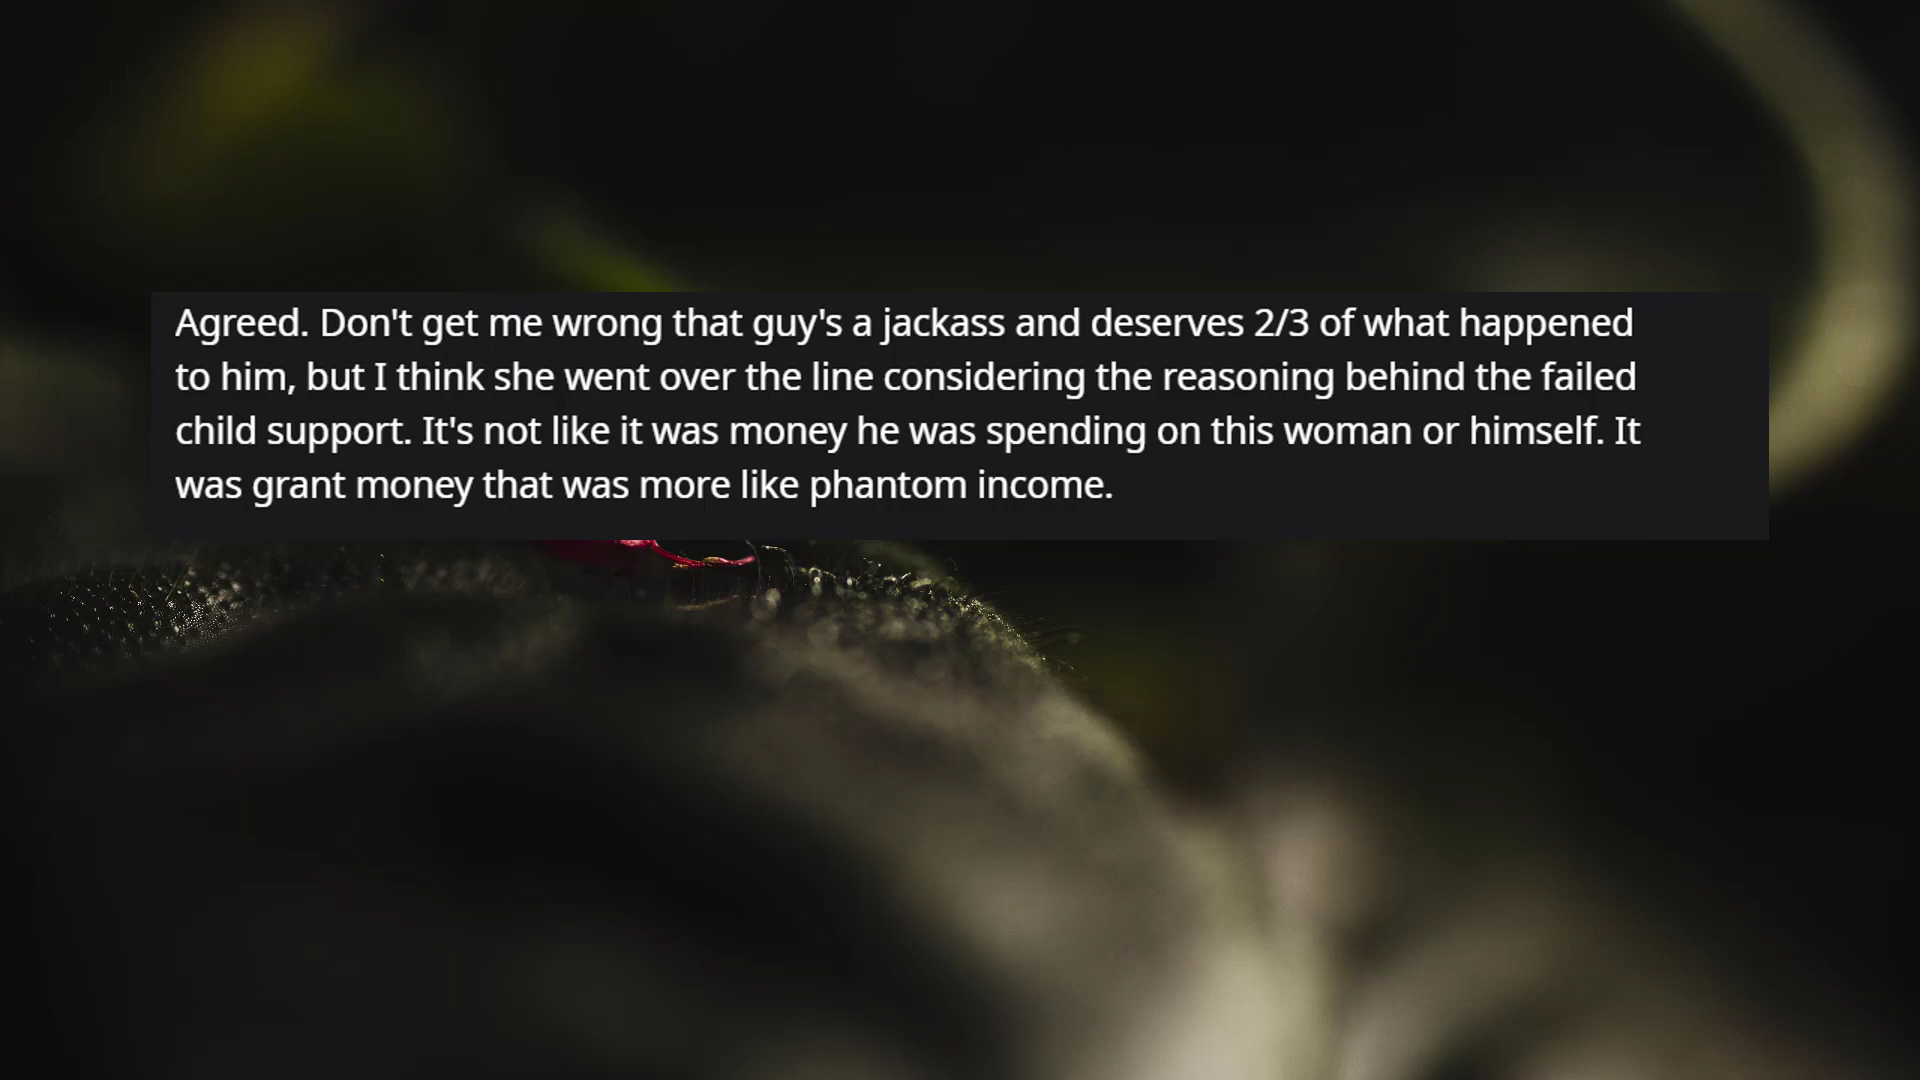 Agreed. Don't get me wrong that guy's a jackass and deserves 2/3 of what happened
to him, but I think she went over the line considering the reasoning behind the failed
child support. It's not like it was money he was spending on this woman or himself. It
was grant money that was more like phantom income.